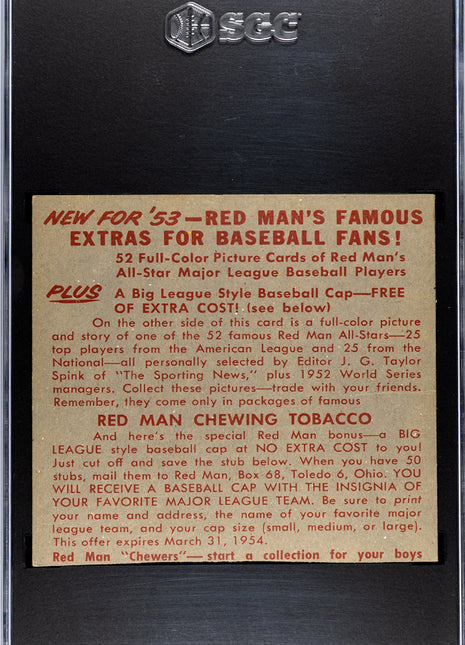 SGC
NEW FOR '53—RED MAN'S FAMOUS
EXTRAS FOR BASEBALL FANS!
52 Full-Color Picture Cards of Red Man's
All-Star Major League Baseball Players
PLUS A Big League Style Baseball Cap—FREE
OF EXTRA COST! (see below)
On the other side of this card is a full-color picture
and story of one of the 52 famous Red Man All-Stars—25
top players from the American League and 25 from the
National—all personally selected by Editor J. G. Taylor
Spink of "The Sporting News," plus 1952 World Series
managers. Collect these pictures—trade with your friends.
Remember, they come only in packages of famous
RED MAN CHEWING TOBACCO
And here's the special Red Man bonus—a BIG
LEAGUE style baseball cap at NO EXTRA COST to you!
Just cut off and save the stub below. When you have 50
stubs, mail them to Red Man, Box 68, Toledo 6, Ohio. YOU
WILL RECEIVE A BASEBALL CAP WITH THE INSIGNIA OF
YOUR FAVORITE MAJOR LEAGUE TEAM. Be sure to print
your name and address, the name of your favorite major
league team, and your cap size (small, medium, or large).
This offer expires March 31, 1954.
Red Man "Chewers"—start a collection for your boys